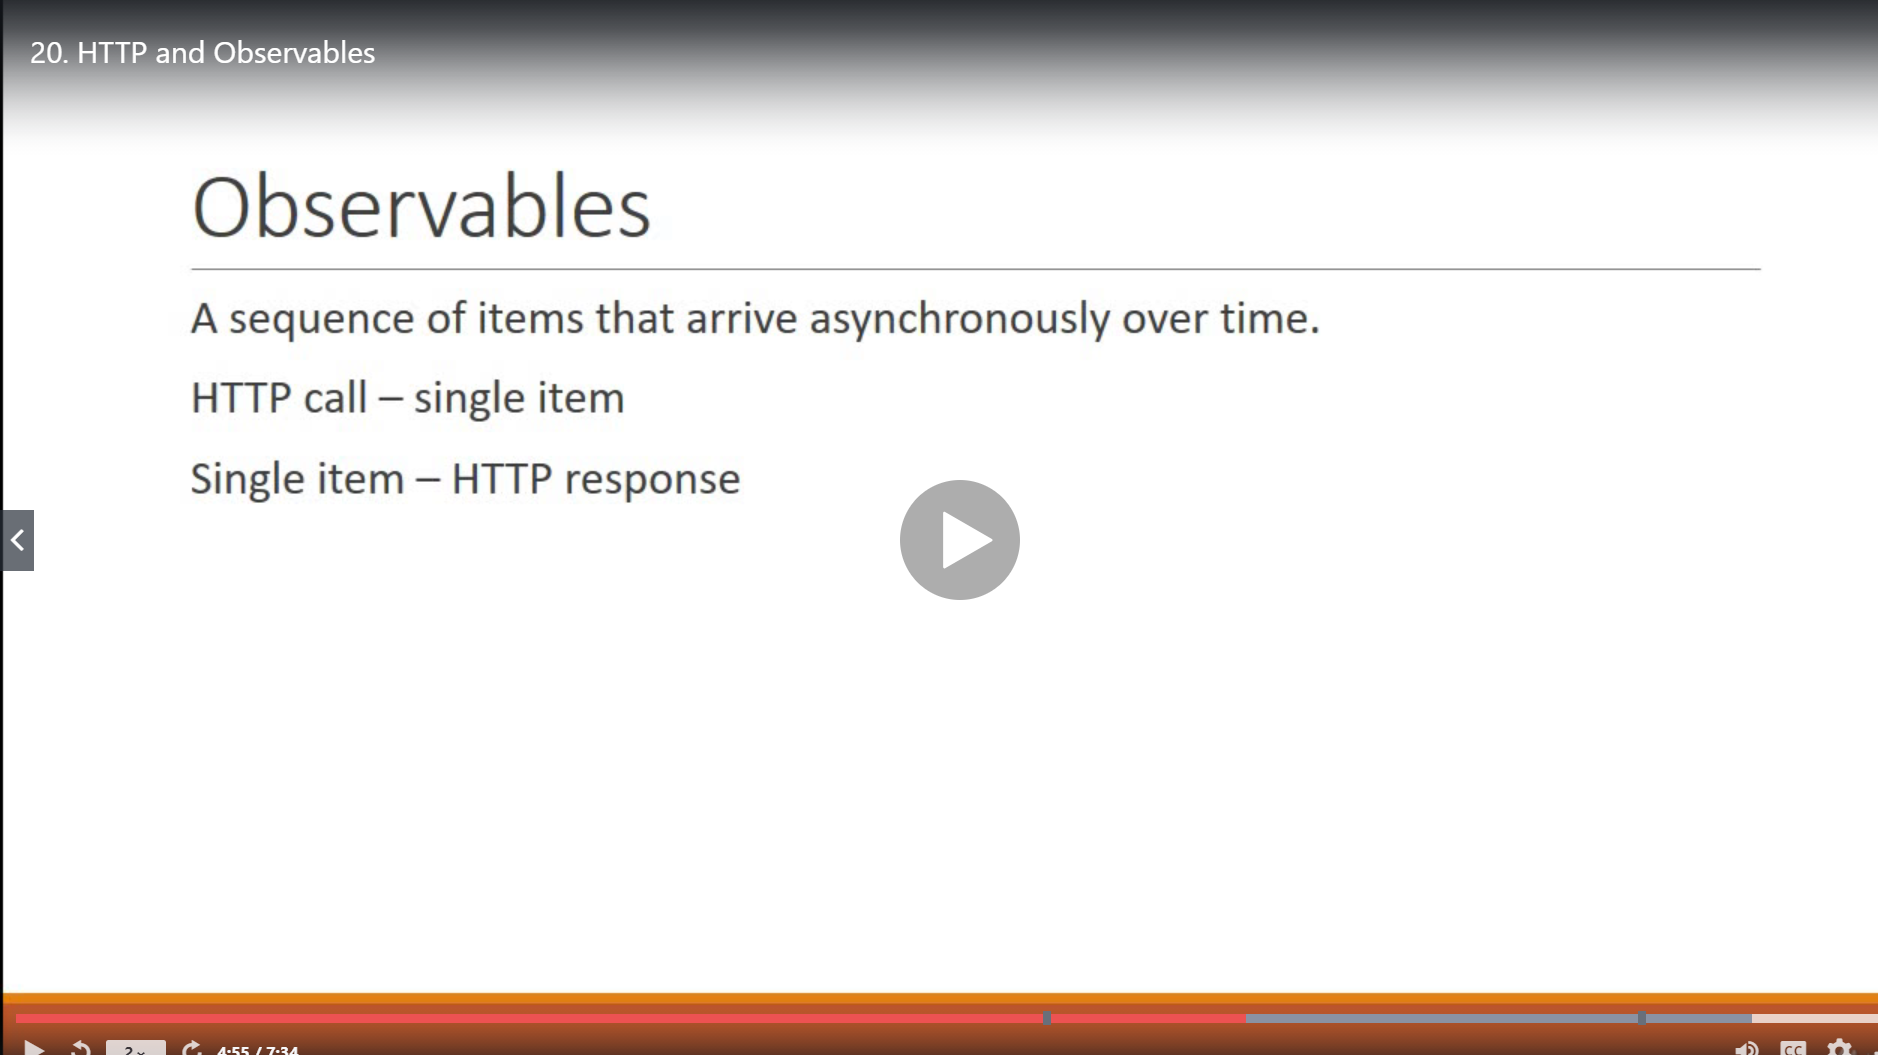 20. HTTP and Observables
Observables
A sequence of items that arrive asynchronously over time.
HTTP call – single item
Single item – HTTP response
2
4:55 / 7:34
CC